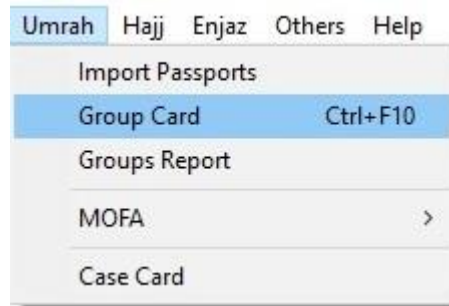 Umrah Hajj Enjaz Others Help
Import Passports
Group Card Ctrl+F10
Groups Report
MOFA >
Case Card